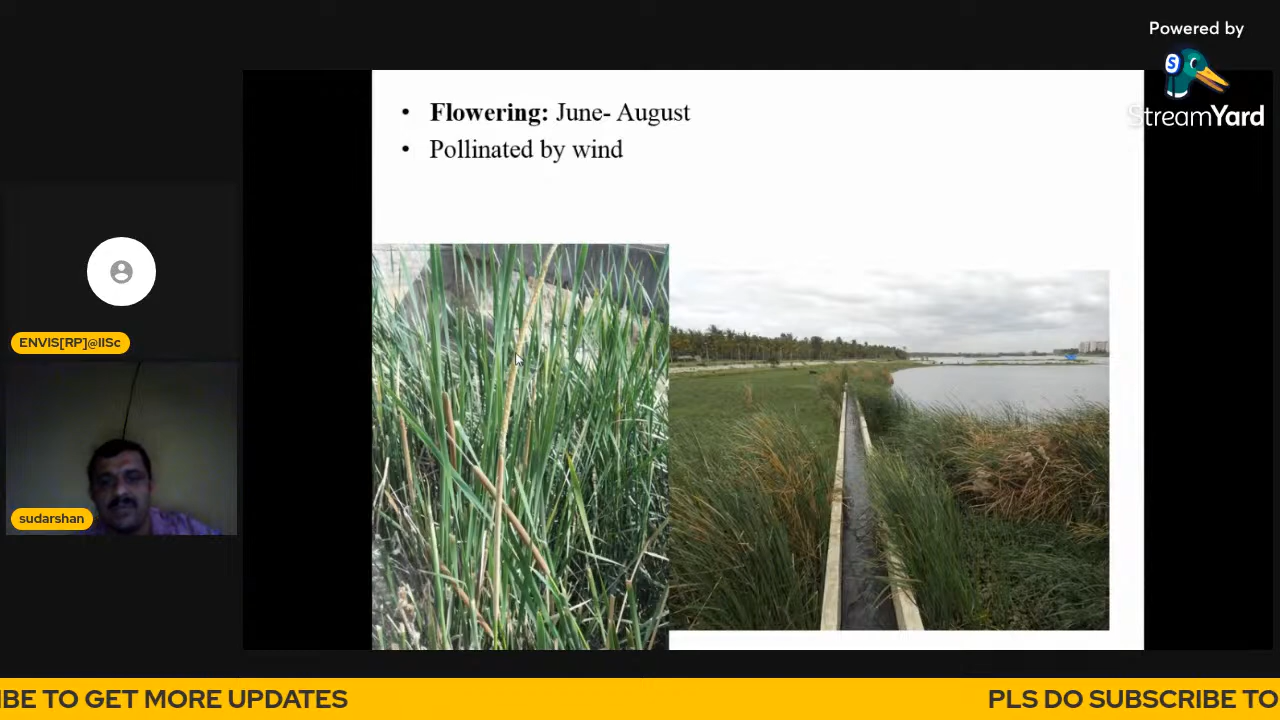 Powered by
StreamYard
• Flowering: June- August
• Pollinated by wind
ENVIS[RP]@IISc
sudarshan
IBE TO GET MORE UPDATES
PLS DO SUBSCRIBE TO